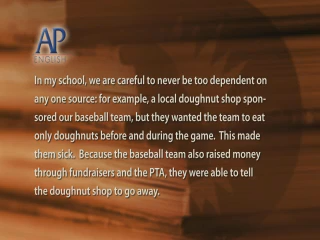 AP
ENGLISH
In my school, we are careful to never be too dependent on
any one source: for example, a local doughnut shop spon-
sored our baseball team, but they wanted the team to eat
only doughnuts before and during the game. This made
them sick. Because the baseball team also raised money
through fundraisers and the PTA, they were able to tell
the doughnut shop to go away.